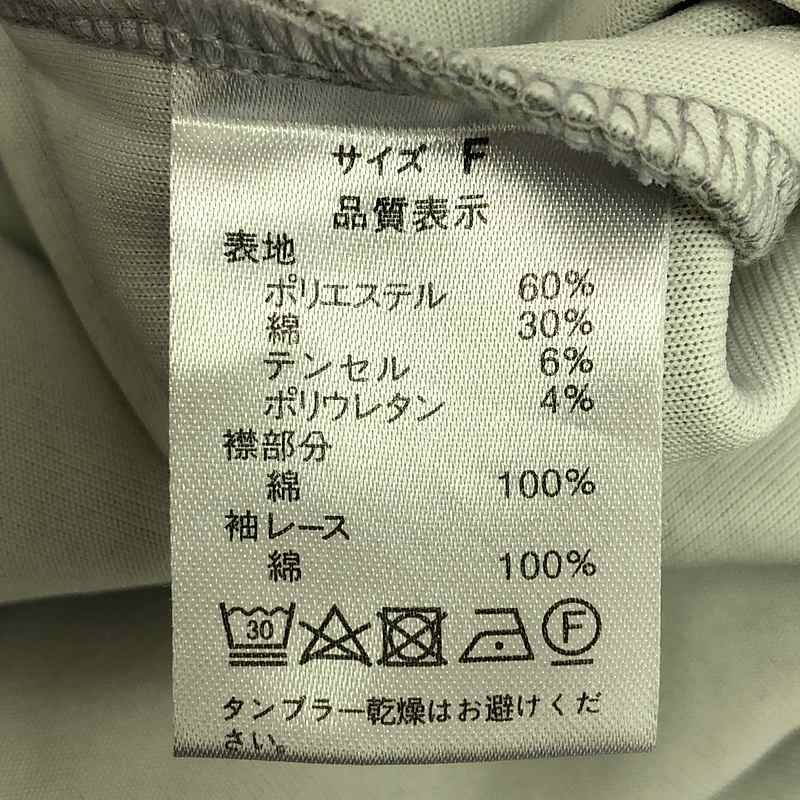 サイズ F
品質表示
表地
ポリエステル 60%
綿 30%
テンセル 6%
ポリウレタン 4%
襟部分
綿 100%
袖レース
綿 100%
30 F
タンブラー乾燥はお避けくだ
さい。